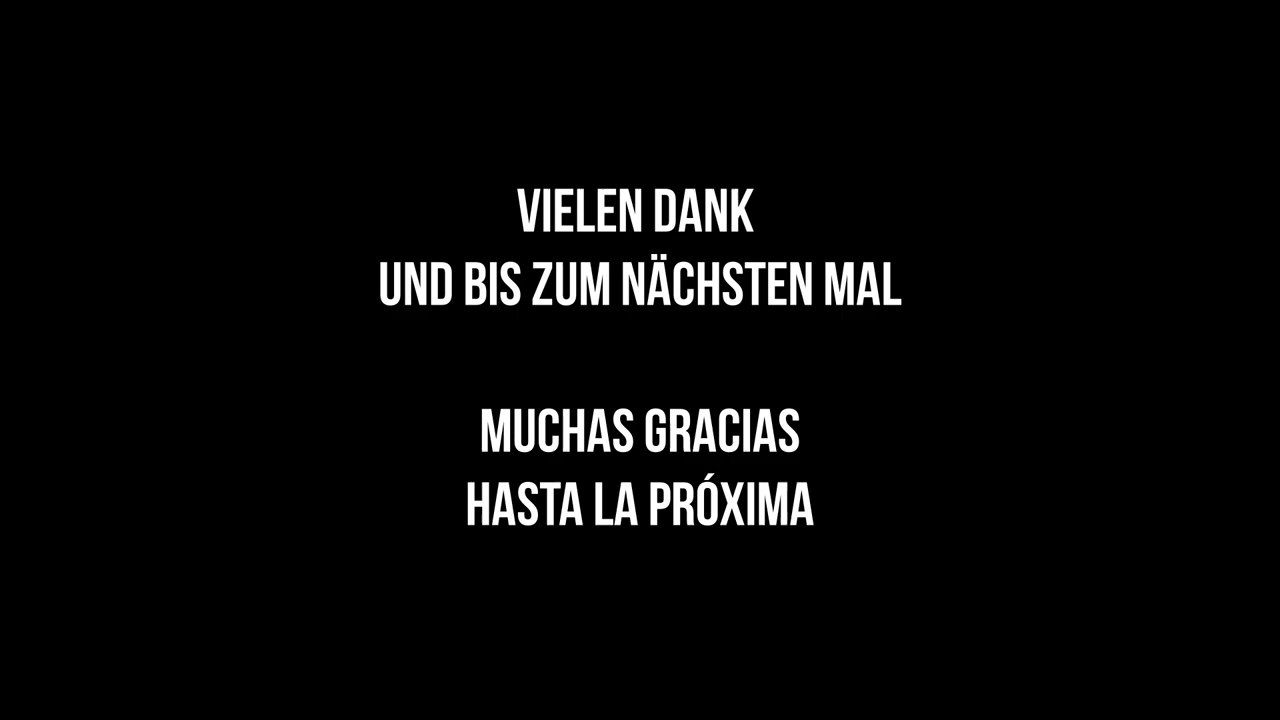 VIELEN DANK
UND BIS ZUM NÄCHSTEN MAL
MUCHAS GRACIAS
HASTA LA PRÓXIMA